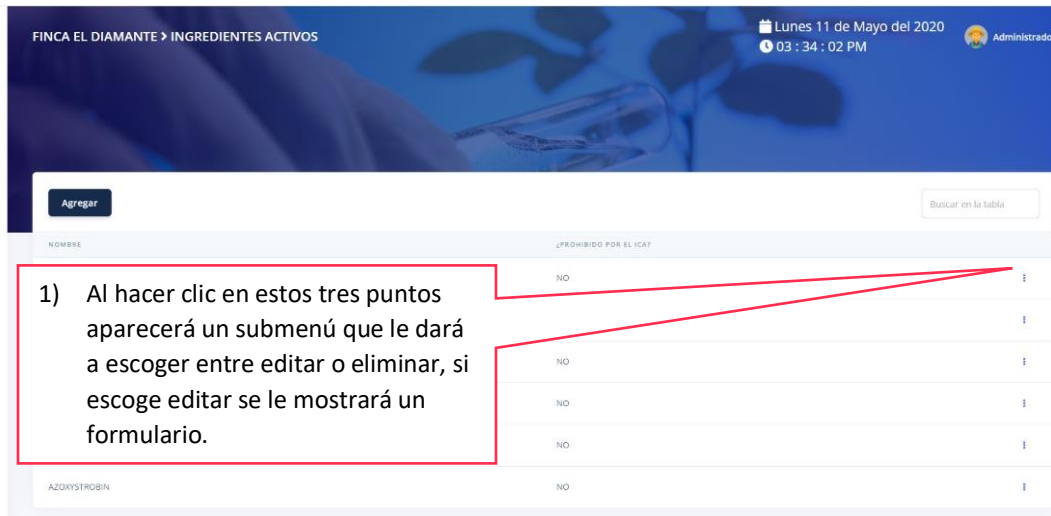 FINCA EL DIAMANTE > INGREDIENTES ACTIVOS
Lunes 11 de Mayo del 2020
03 : 34 : 02 PM
Administrado
Agregar
Buscar en la tabla
NOMBRE
¿PROHIBIDO POR EL ICA?
NO
1) Al hacer clic en estos tres puntos
aparecerá un submenú que le dará
a escoger entre editar o eliminar, si
escoge editar se le mostrará un
formulario.
NO
NO
NO
AZOXYSTROBIN
NO